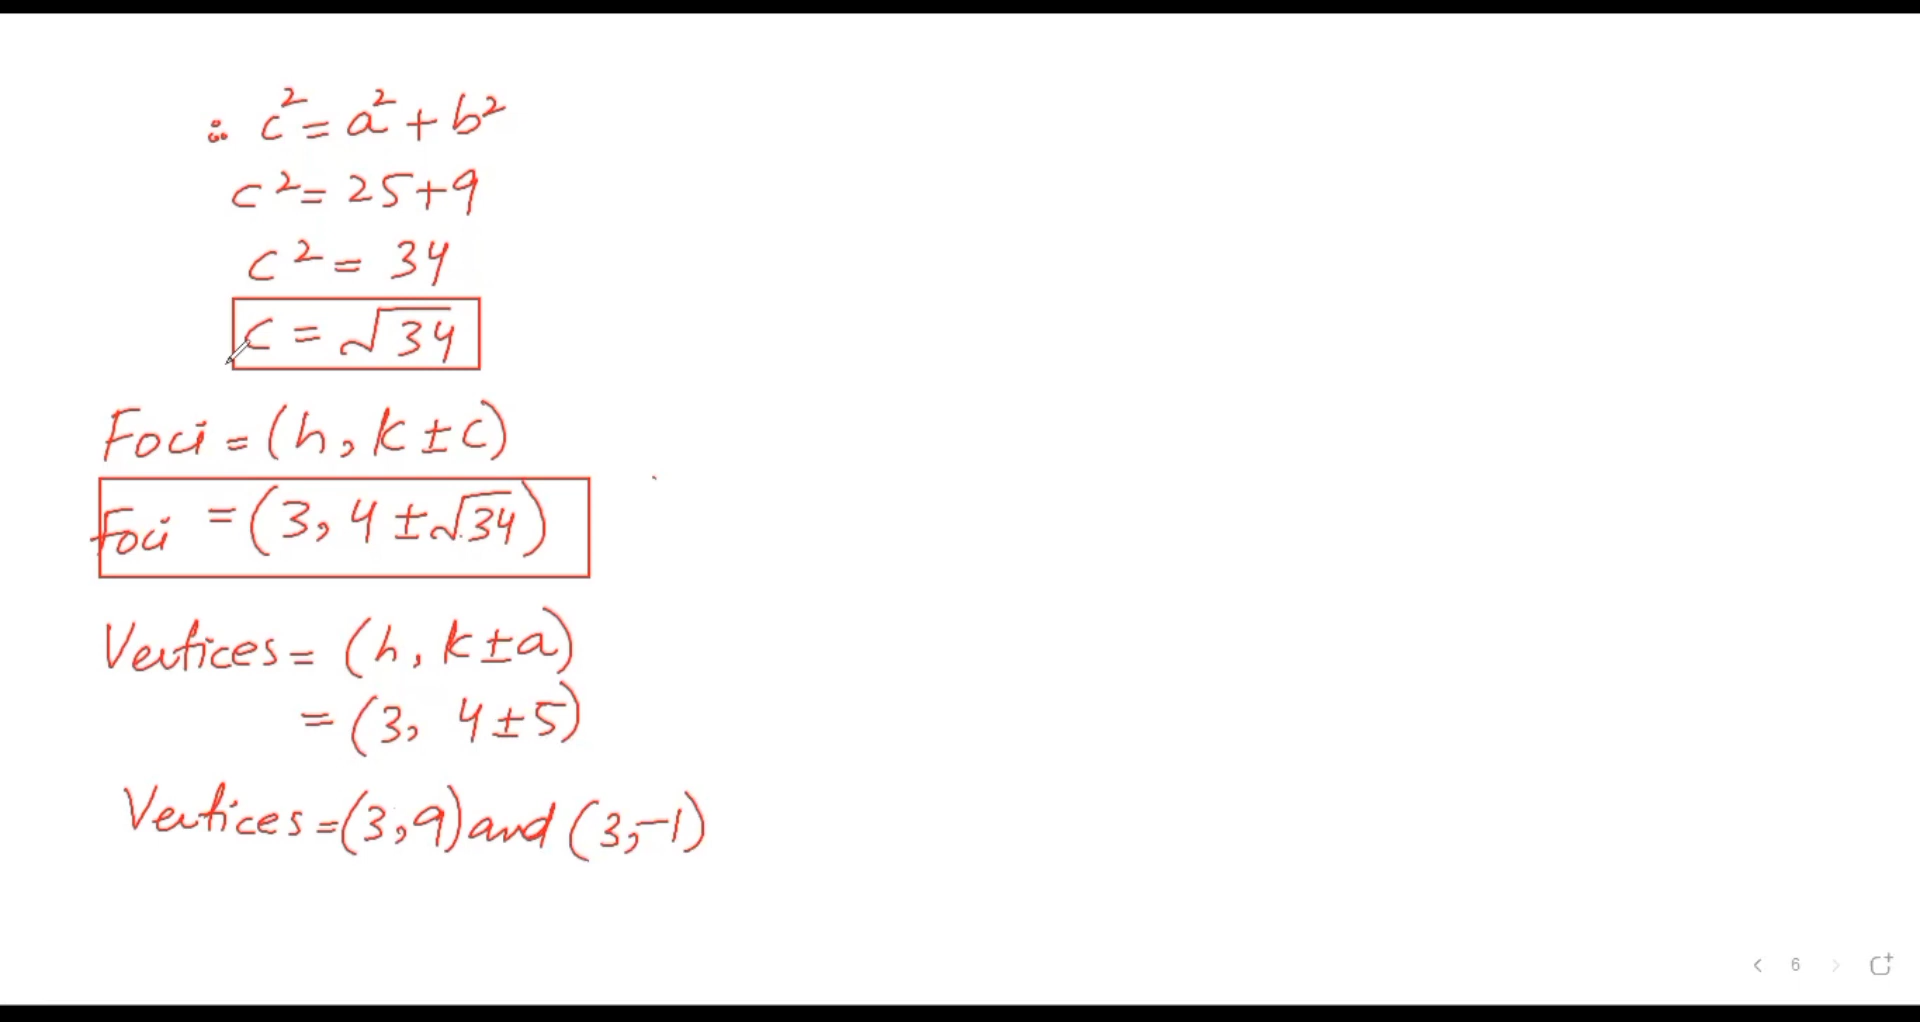 ∴ c² = a² + b²
c² = 25+9
c² = 34
c = √34
Foci = (h, k ± c)
Foci = (3, 4 ± √34)
Vertices = (h, k ± a)
= (3, 4 ± 5)
Vertices = (3, 9) and (3, -1)
6